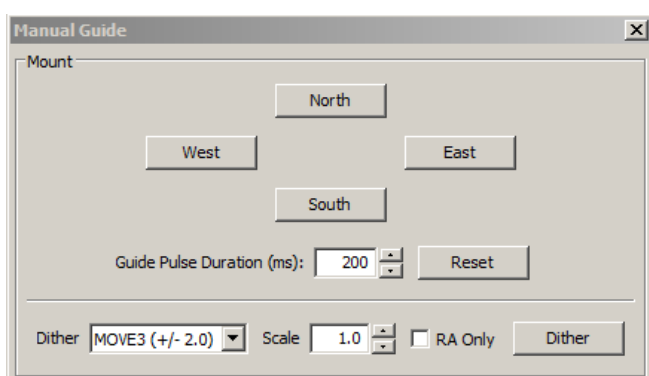 Manual Guide
Mount
North
West East
South
Guide Pulse Duration (ms): 200 Reset
Dither MOVE3 (+/- 2.0) Scale 1.0 RA Only Dither